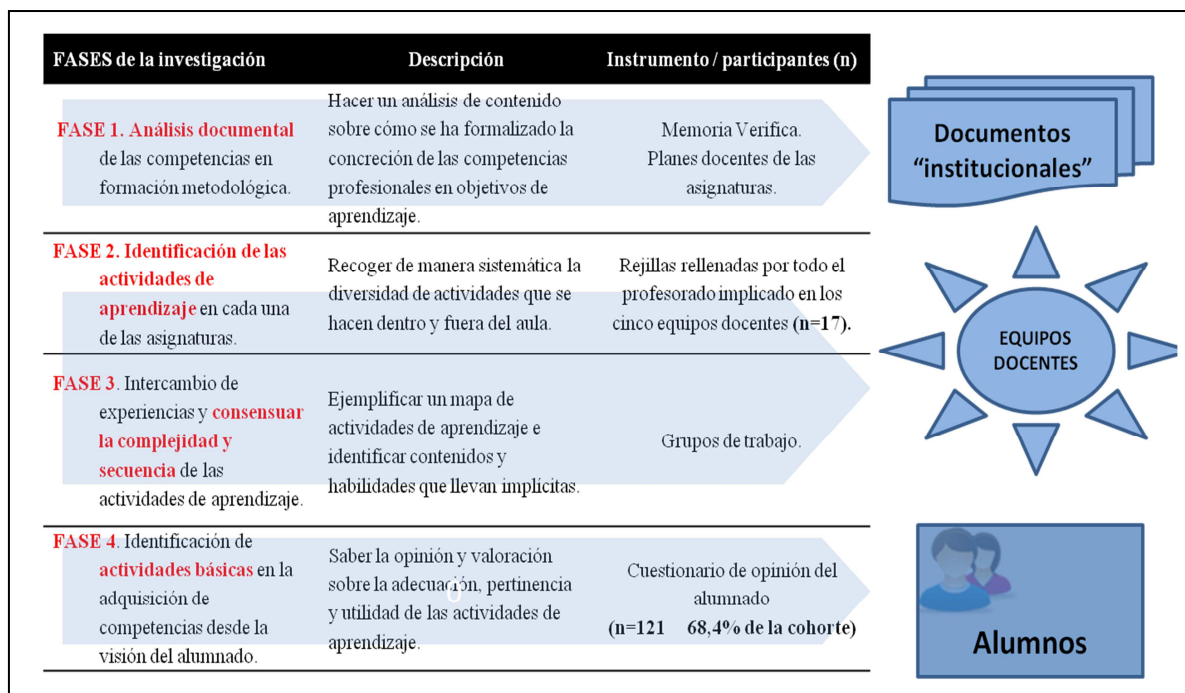 FASES de la investigación
Descripción
Instrumento / participantes (n)
FASE 1. Análisis documental
de las competencias en
formación metodológica.
Hacer un análisis de contenido
sobre cómo se ha formalizado la
concreción de las competencias
profesionales en objetivos de
aprendizaje.
Memoria Verifica.
Planes docentes de las
asignaturas.
Documentos
“institucionales”
FASE 2. Identificación de las
actividades de
aprendizaje en cada una
de las asignaturas.
Recoger de manera sistemática la
diversidad de actividades que se
hacen dentro y fuera del aula.
Rejillas rellenadas por todo el
profesorado implicado en los
cinco equipos docentes (n=17).
EQUIPOS
DOCENTES
FASE 3. Intercambio de
experiencias y consensuar
la complejidad y
secuencia de las
actividades de aprendizaje.
Ejemplificar un mapa de
actividades de aprendizaje e
identificar contenidos y
habilidades que llevan implícitas.
Grupos de trabajo.
FASE 4. Identificación de
actividades básicas en la
adquisición de
competencias desde la
visión del alumnado.
Saber la opinión y valoración
sobre la adecuación, pertinencia
y utilidad de las actividades de
aprendizaje.
Cuestionario de opinión del
alumnado
(n=121 68,4% de la cohorte)
Alumnos